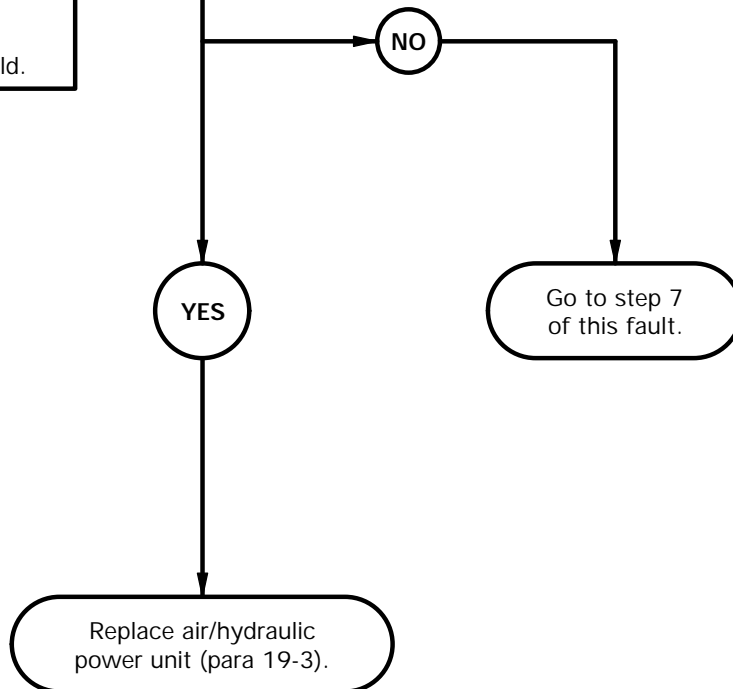 ld.
NO
YES
Go to step 7
of this fault.
Replace air/hydraulic
power unit (para 19-3).